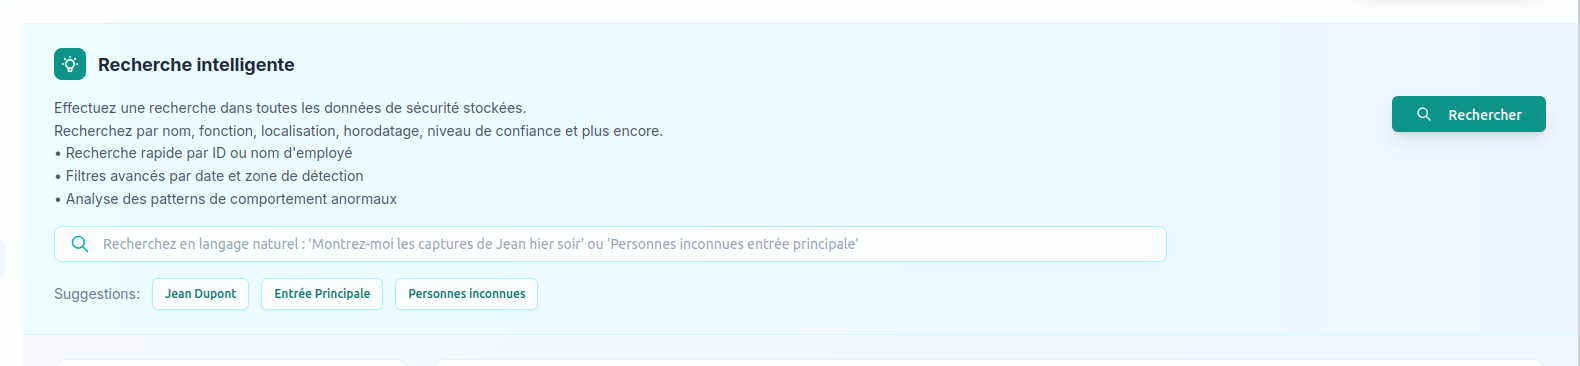 Recherche intelligente
Effectuez une recherche dans toutes les données de sécurité stockées.
Recherchez par nom, fonction, localisation, horodatage, niveau de confiance et plus encore.
• Recherche rapide par ID ou nom d'employé
• Filtres avancés par date et zone de détection
• Analyse des patterns de comportement anormaux
Rechercher
Recherchez en langage naturel : 'Montrez-moi les captures de Jean hier soir' ou 'Personnes inconnues entrée principale'
Suggestions: Jean Dupont Entrée Principale Personnes inconnues